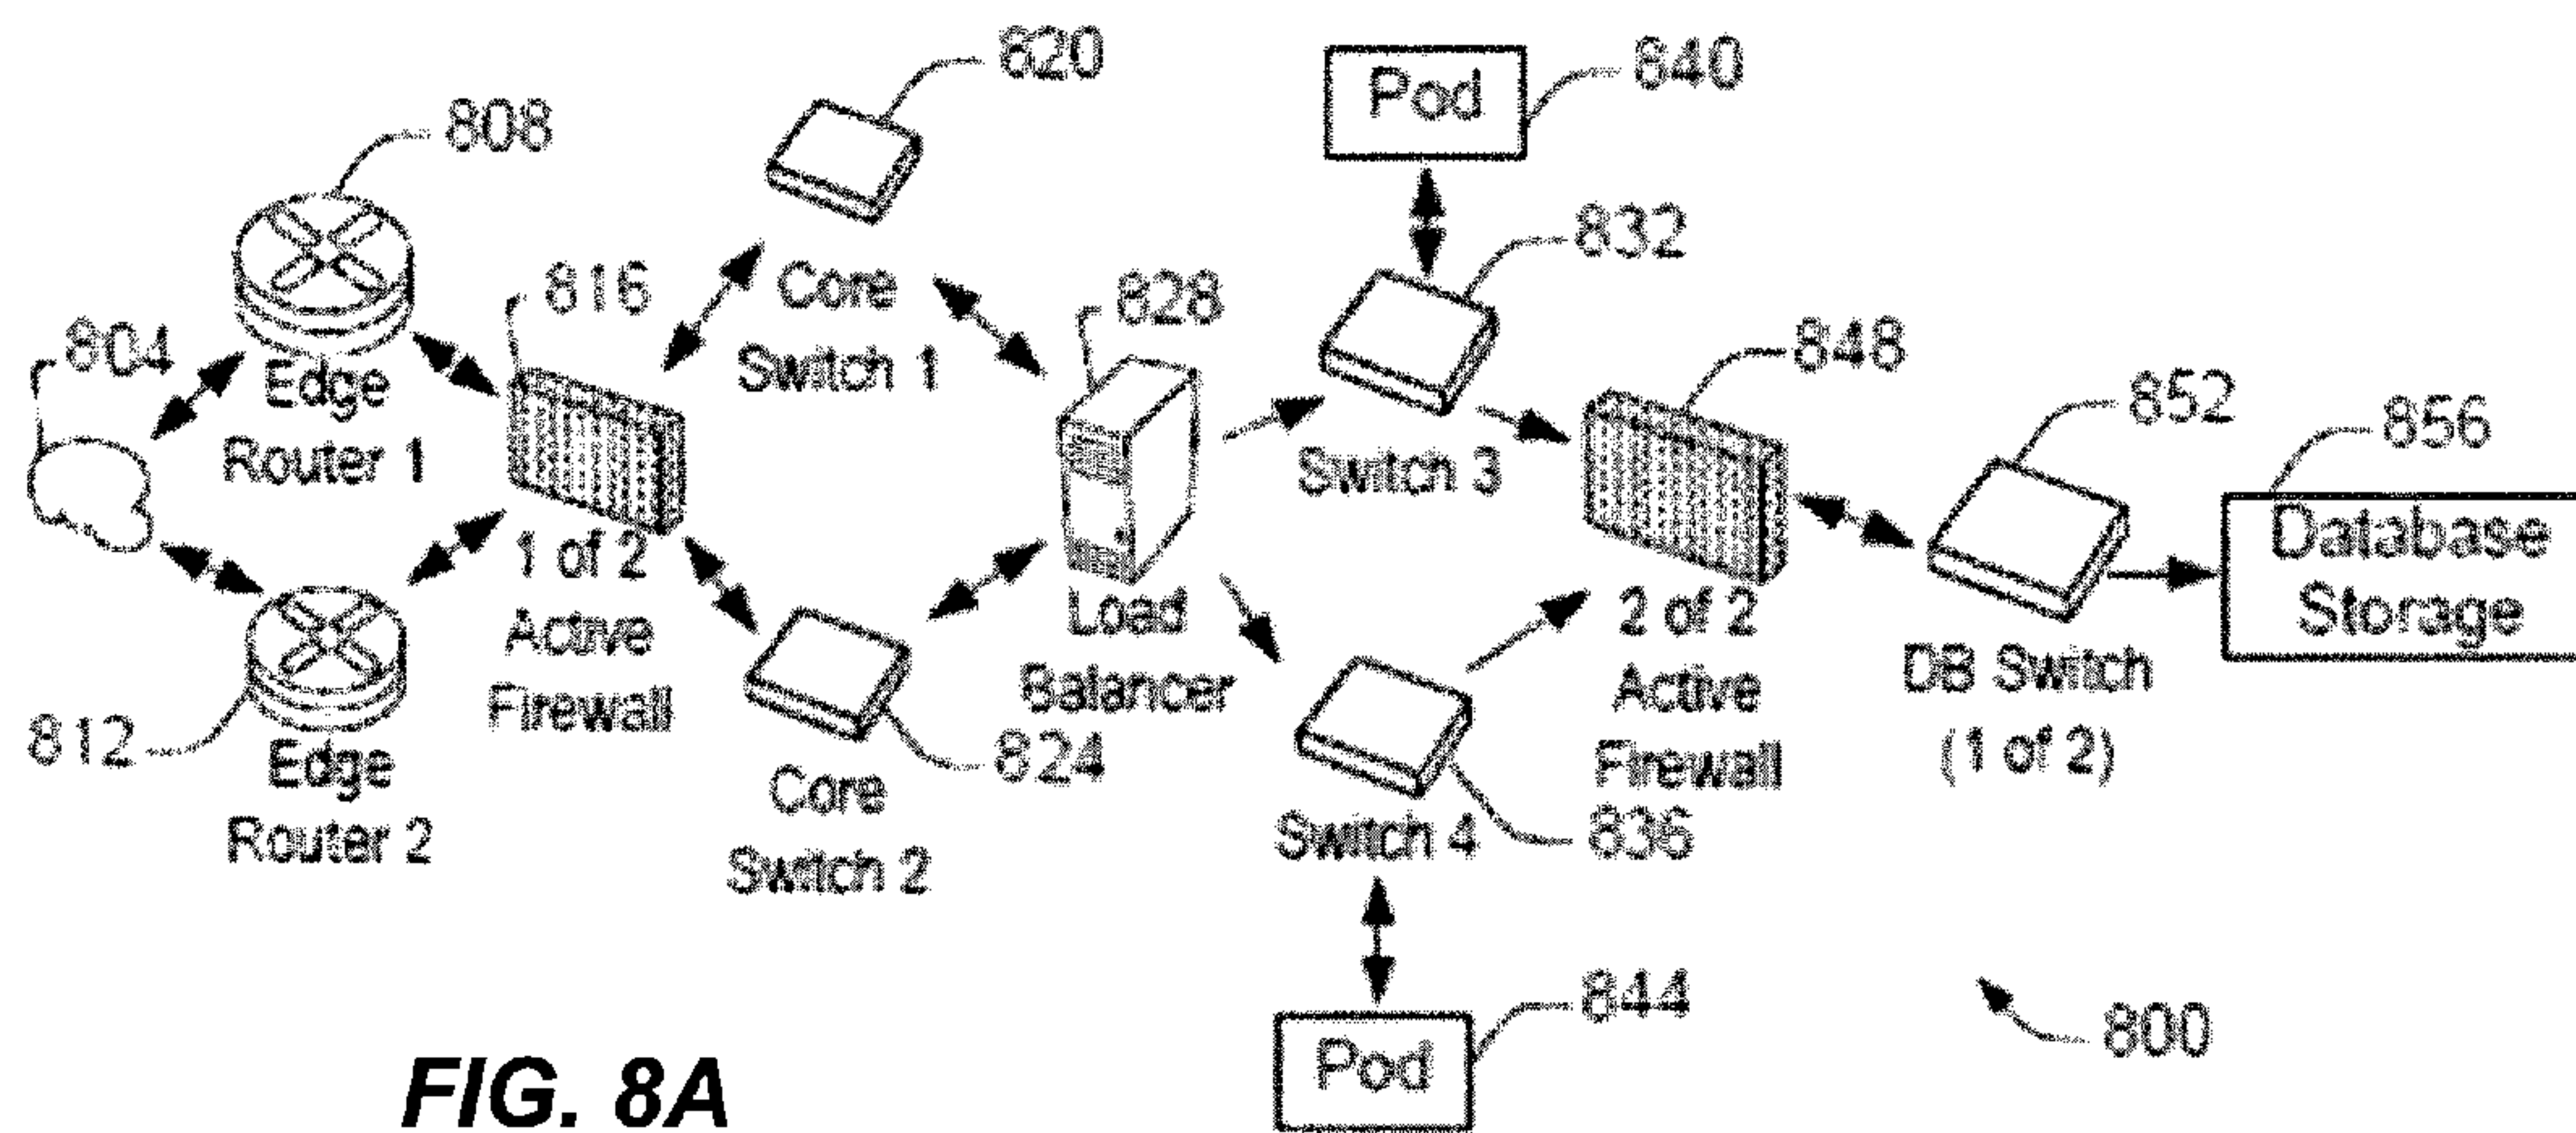 820
Pod
840
808
832
Core
Switch 1
816
828
804
Edge
Router 1
848
852
856
Switch 3
Database
Storage
1 of 2
Active
Firewall
Load
Balancer
2 of 2
Active
Firewall
DB Switch
(1 of 2)
812
Edge
Router 2
824
Core
Switch 2
Switch 4
836
844
Pod
800
FIG. 8A